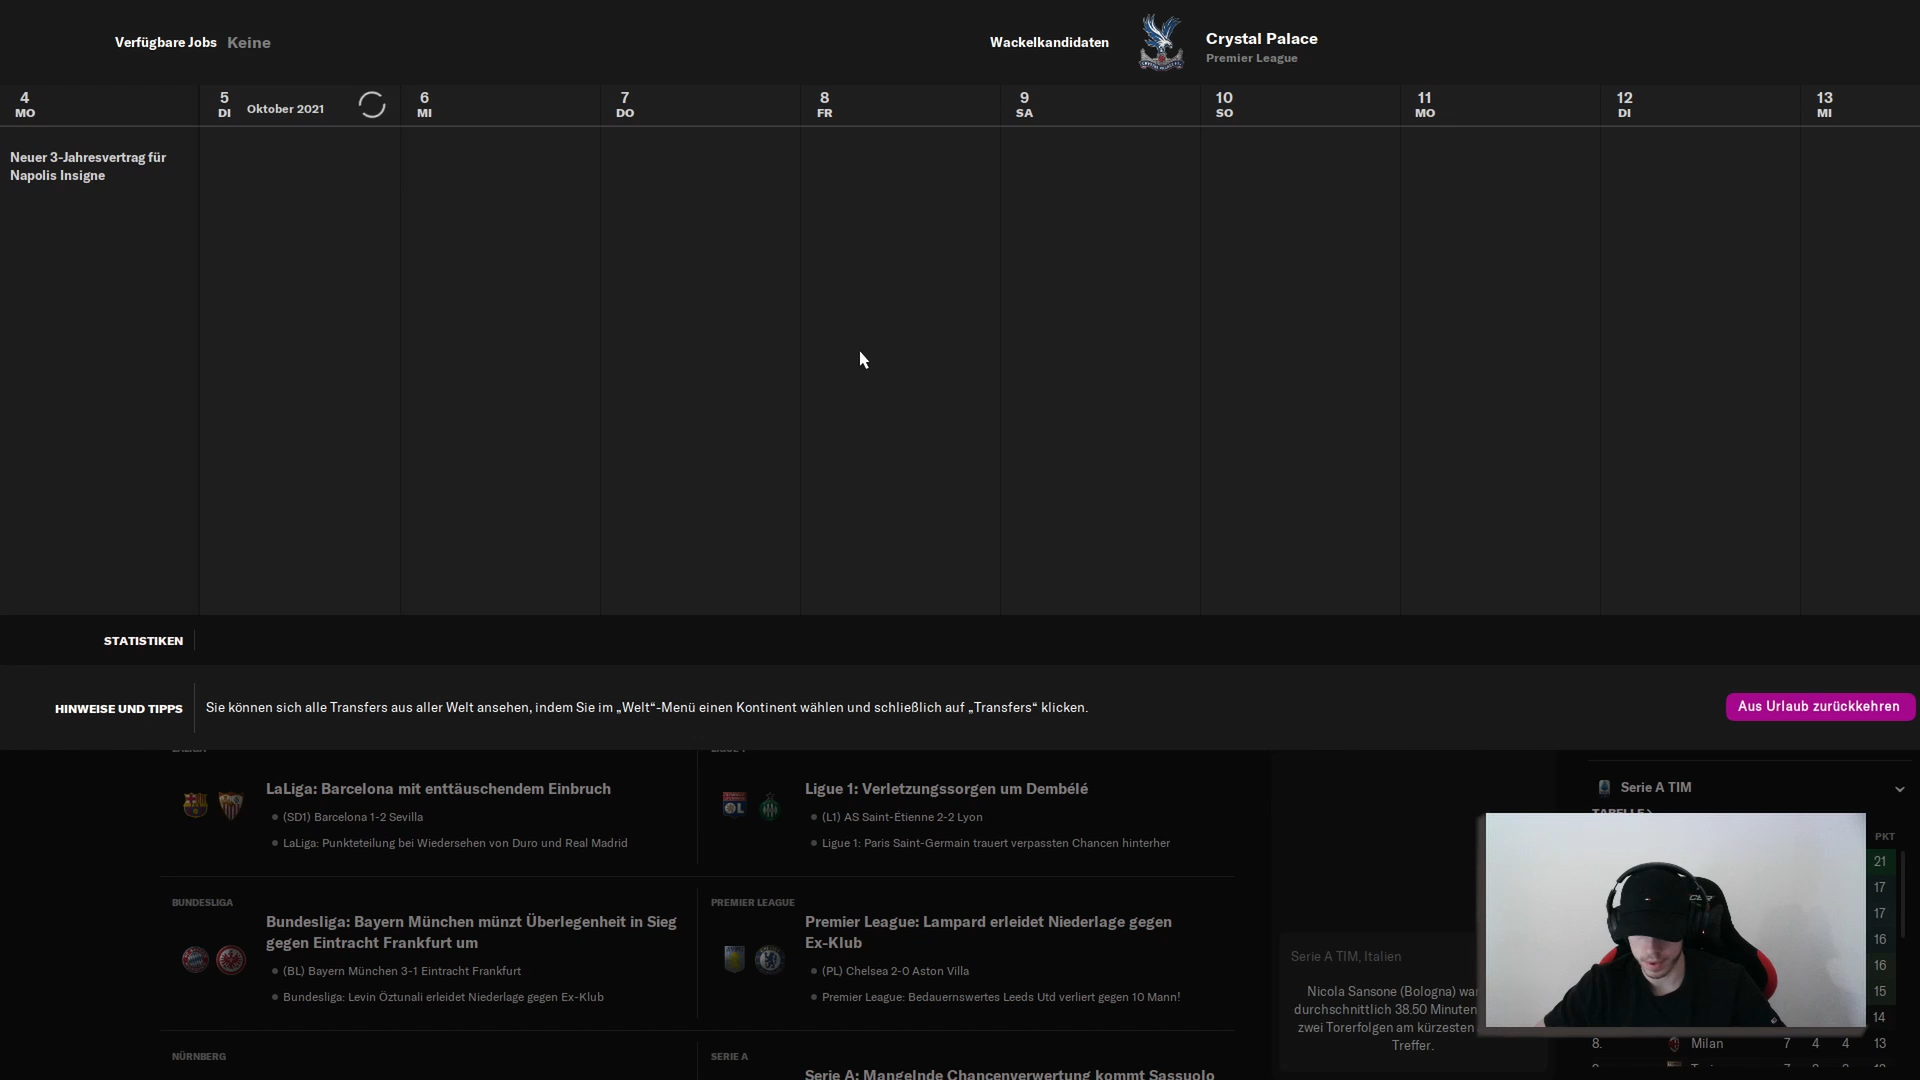 Verfügbare Jobs Keine
Wackelkandidaten
Crystal Palace
Premier League
4 MO
5 DI Oktober 2021
6 MI
7 DO
8 FR
9 SA
10 SO
11 MO
12 DI
13 MI
Neuer 3-Jahresvertrag für
Napolis Insigne
STATISTIKEN
HINWEISE UND TIPPS
Sie können sich alle Transfers aus aller Welt ansehen, indem Sie im „Welt“-Menü einen Kontinent wählen und schließlich auf „Transfers“ klicken.
Aus Urlaub zurückkehren
LaLiga: Barcelona mit enttäuschendem Einbruch
(SD1) Barcelona 1-2 Sevilla
LaLiga: Punkteteilung bei Wiedersehen von Duro und Real Madrid
Ligue 1: Verletzungssorgen um Dembélé
(L1) AS Saint-Étienne 2-2 Lyon
Ligue 1: Paris Saint-Germain trauert verpassten Chancen hinterher
BUNDESLIGA
Bundesliga: Bayern München münzt Überlegenheit in Sieg
gegen Eintracht Frankfurt um
(BL) Bayern München 3-1 Eintracht Frankfurt
Bundesliga: Levin Öztunali erleidet Niederlage gegen Ex-Klub
PREMIER LEAGUE
Premier League: Lampard erleidet Niederlage gegen
Ex-Klub
(PL) Chelsea 2-0 Aston Villa
Premier League: Bedauernswertes Leeds Utd verliert gegen 10 Mann!
NÜRNBERG
SERIE A
Serie A: Mangelnde Chancenverwertung kommt Sassuolo
Serie A TIM, Italien
Nicola Sansone (Bologna) war
durchschnittlich 38.50 Minuten
zwei Torerfolgen am kürzesten
Treffer.
Serie A TIM
TABELLE >
PKT
21
17
17
16
16
15
14
8. Milan 7 4 4 13